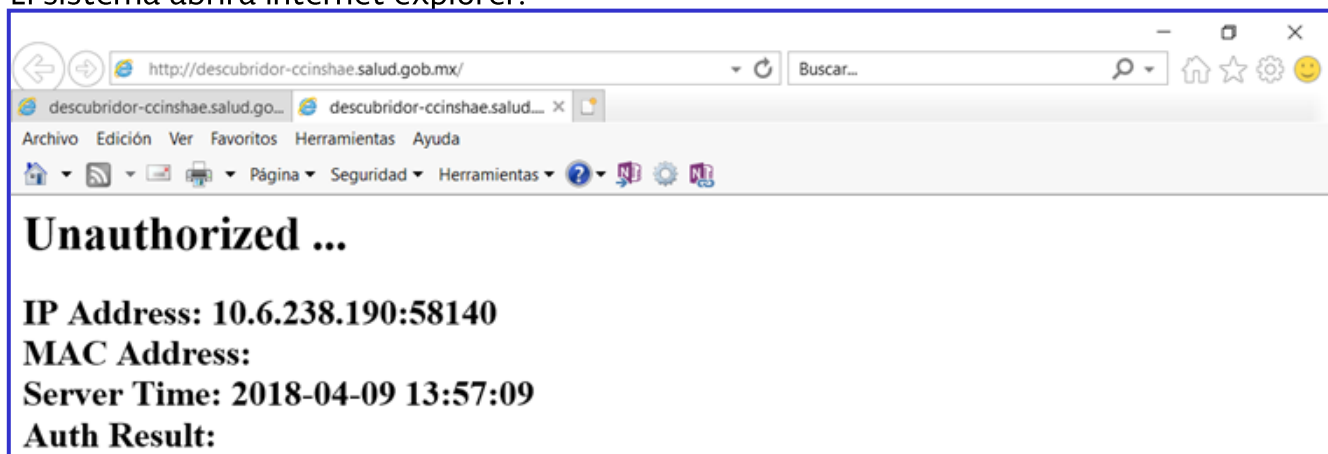 El sistema abrirá internet explorer.
http://descubridor-ccinshae.salud.gob.mx/
Buscar...
descubridor-ccinshae.salud.go...
descubridor-ccinshae.salud....
Archivo Edición Ver Favoritos Herramientas Ayuda
Página Seguridad Herramientas
Unauthorized ...
IP Address: 10.6.238.190:58140
MAC Address:
Server Time: 2018-04-09 13:57:09
Auth Result: